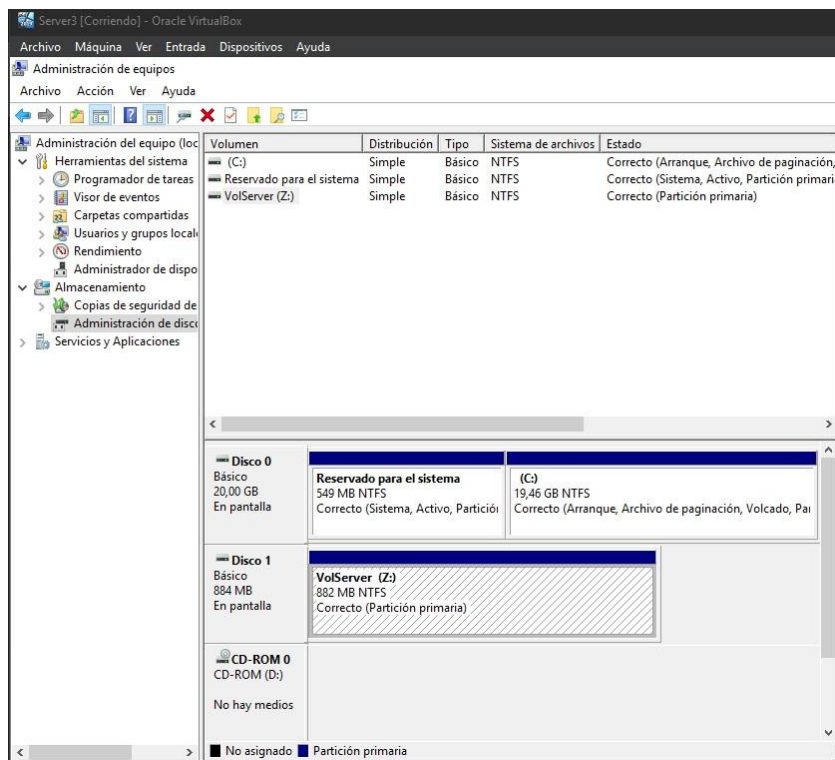 Server3 [Corriendo] - Oracle VirtualBox
Archivo Máquina Ver Entrada Dispositivos Ayuda
Administración de equipos
Archivo Acción Ver Ayuda
Administración del equipo (loc
Herramientas del sistema
Programador de tareas
Visor de eventos
Carpetas compartidas
Usuarios y grupos locale
Rendimiento
Administrador de dispo
Almacenamiento
Copias de seguridad de
Administración de disco
Servicios y Aplicaciones
Volumen Distribución Tipo Sistema de archivos Estado
(C:) Simple Básico NTFS Correcto (Arranque, Archivo de paginación,
Reservado para el sistema Simple Básico NTFS Correcto (Sistema, Activo, Partición primari
VolServer (Z:) Simple Básico NTFS Correcto (Partición primaria)
Disco 0
Básico
20,00 GB
En pantalla
Reservado para el sistema
549 MB NTFS
Correcto (Sistema, Activo, Partición
(C:)
19,46 GB NTFS
Correcto (Arranque, Archivo de paginación, Volcado, Par
Disco 1
Básico
884 MB
En pantalla
VolServer (Z:)
882 MB NTFS
Correcto (Partición primaria)
CD-ROM 0
CD-ROM (D:)
No hay medios
No asignado Partición primaria